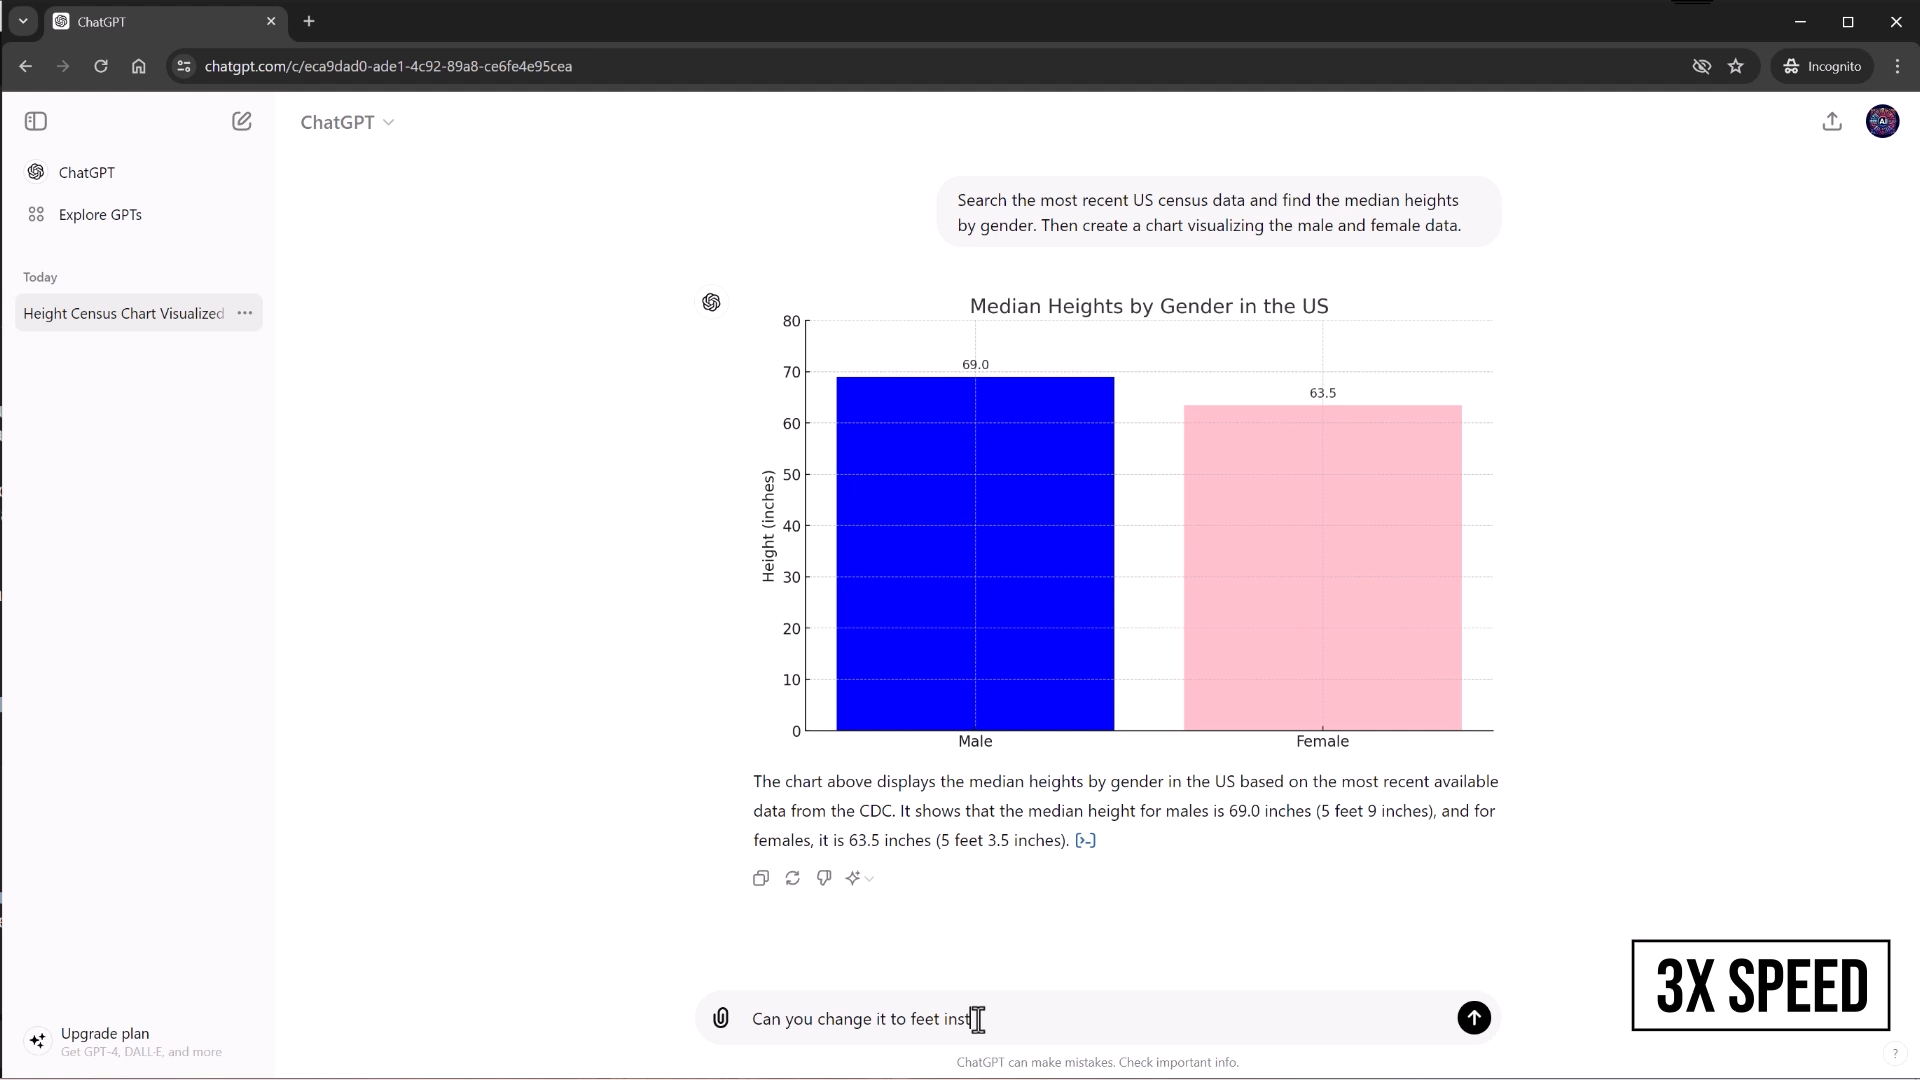 ChatGPT
chatgpt.com/c/eca9dad0-ade1-4c92-89a8-ce6fe4e95cea
Incognito
ChatGPT
ChatGPT
Explore GPTs
Today
Height Census Chart Visualized
Search the most recent US census data and find the median heights
by gender. Then create a chart visualizing the male and female data.
Median Heights by Gender in the US
80
70
60
50
40
30
20
10
0
Height (inches)
69.0
63.5
Male
Female
The chart above displays the median heights by gender in the US based on the most recent available
data from the CDC. It shows that the median height for males is 69.0 inches (5 feet 9 inches), and for
females, it is 63.5 inches (5 feet 3.5 inches). [>-]
3X SPEED
Can you change it to feet inst
Upgrade plan
Get GPT-4, DALL·E, and more
ChatGPT can make mistakes. Check important info.
?